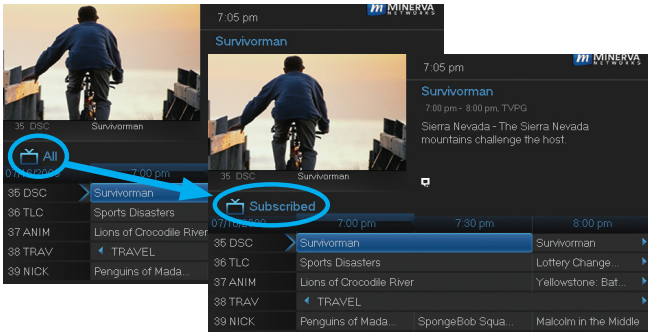 7:05 pm
m MINERVA
NETWORKS
Survivorman
35 DSC Survivorman
All
7:00 pm
35 DSC Survivorman
36 TLC Sports Disasters
37 ANIM Lions of Crocodile River
38 TRAV TRAVEL
39 NICK Penguins of Mada...
7:05 pm
m MINERVA
NETWORKS
Survivorman
7:00 pm - 8:00 pm, TVPG
Sierra Nevada - The Sierra Nevada
mountains challenge the host.
35 DSC Survivorman
Subscribed
7:00 pm 7:30 pm 8:00 pm
35 DSC Survivorman Survivorman
36 TLC Sports Disasters Lottery Change...
37 ANIM Lions of Crocodile River Yellowstone: Bat...
38 TRAV TRAVEL
39 NICK Penguins of Mada... SpongeBob Squa... Malcolm in the Middle